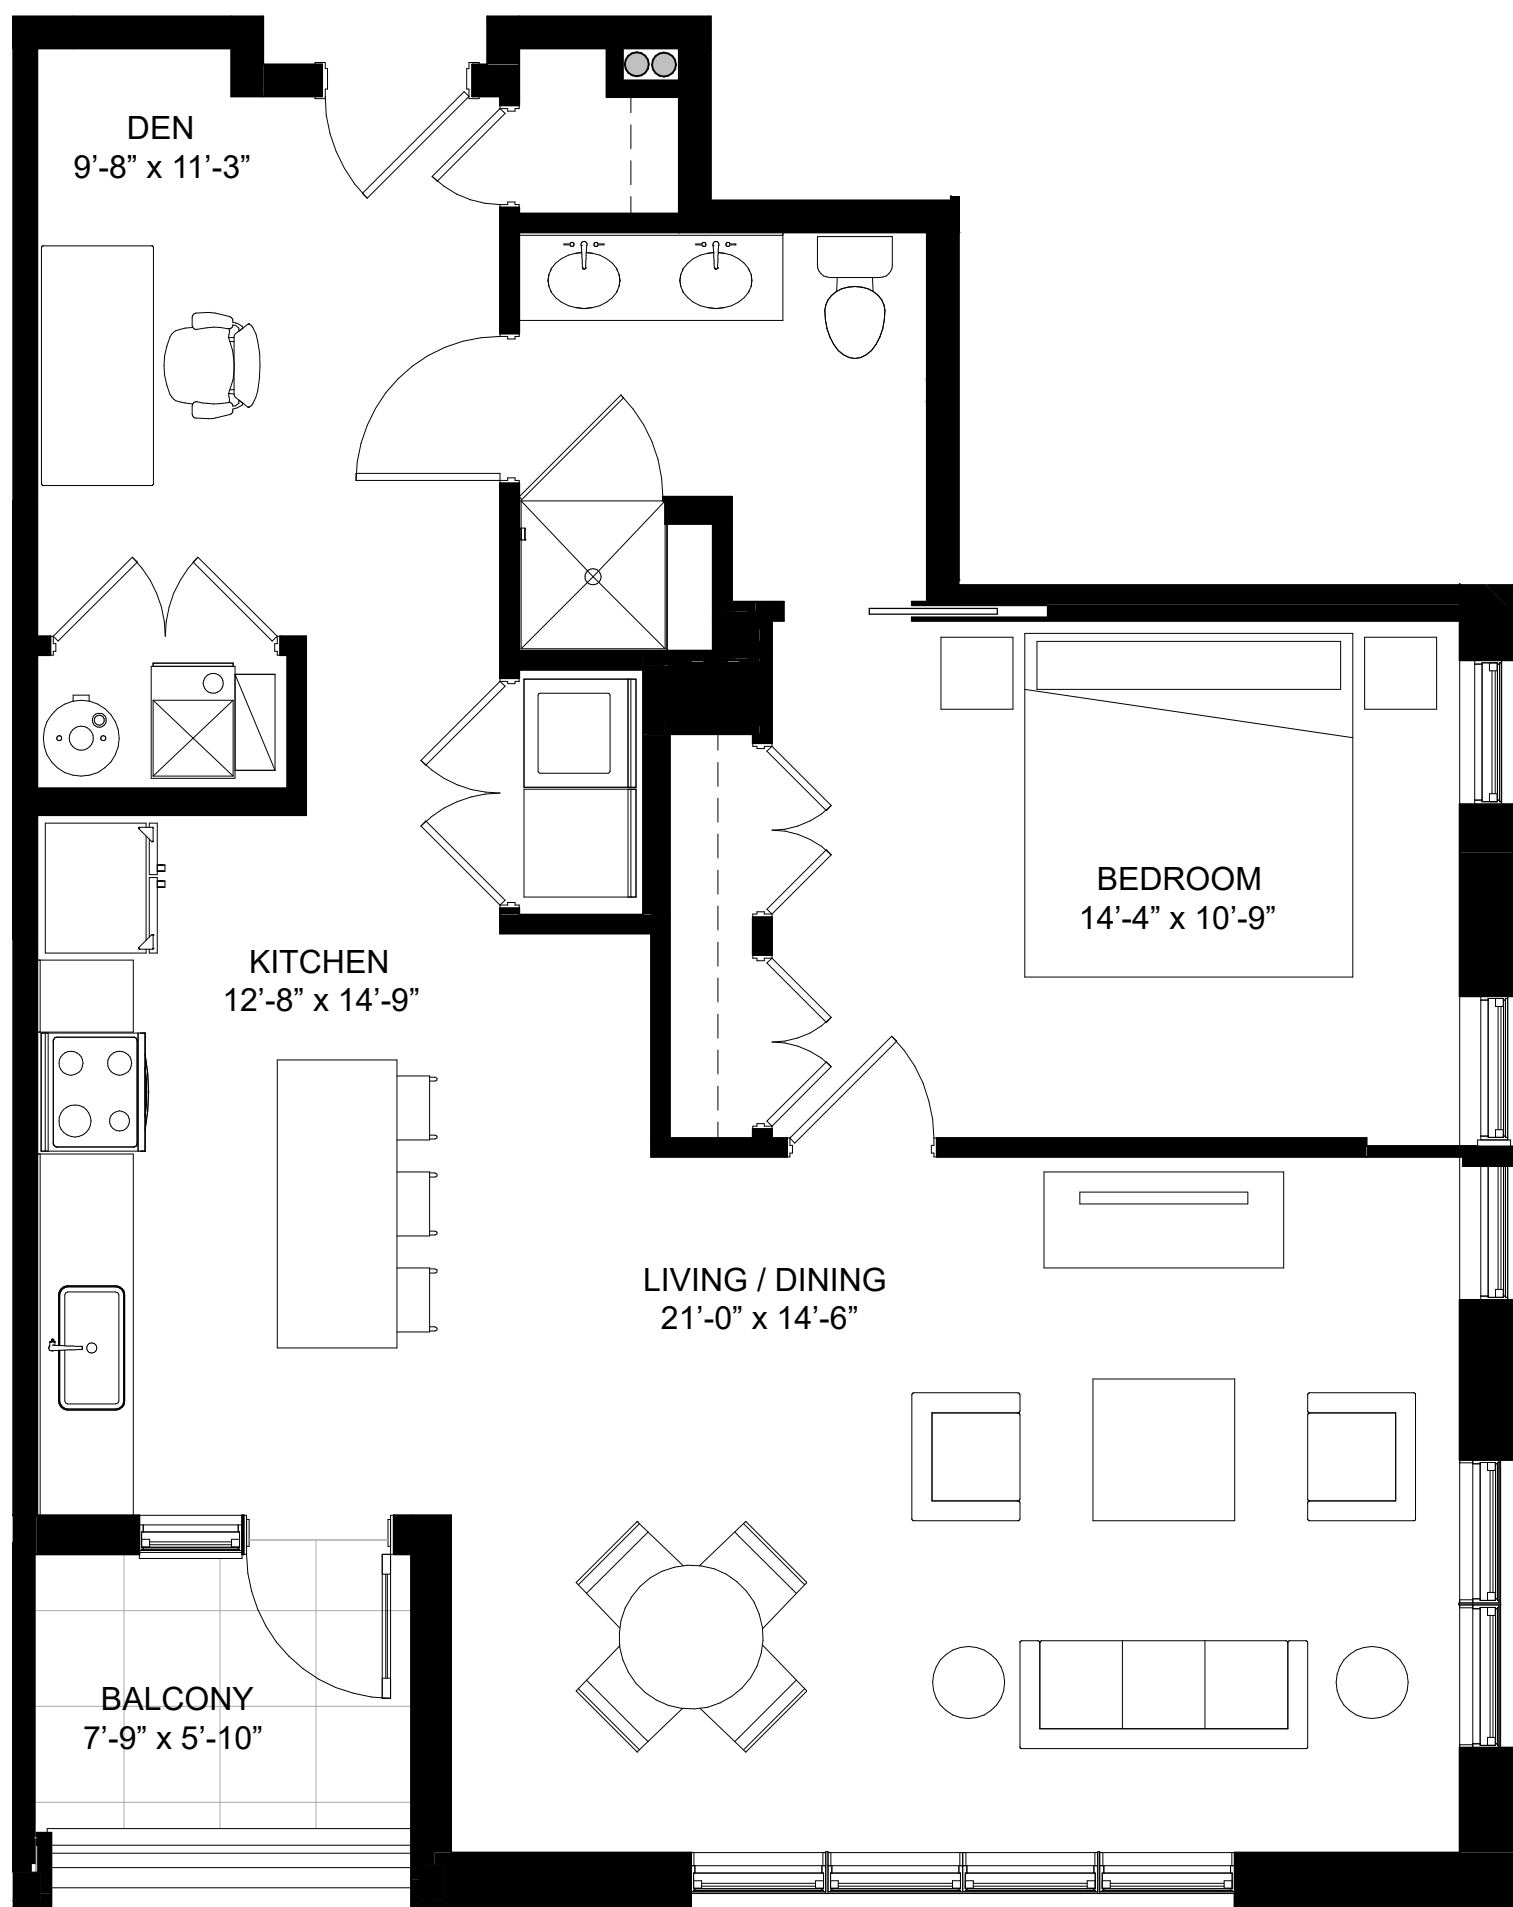 DEN
9’-8” x 11’-3”
BEDROOM
14’-4” x 10’-9”
KITCHEN
12’-8” x 14’-9”
LIVING / DINING
21’-0” x 14’-6”
BALCONY
7’-9” x 5’-10”